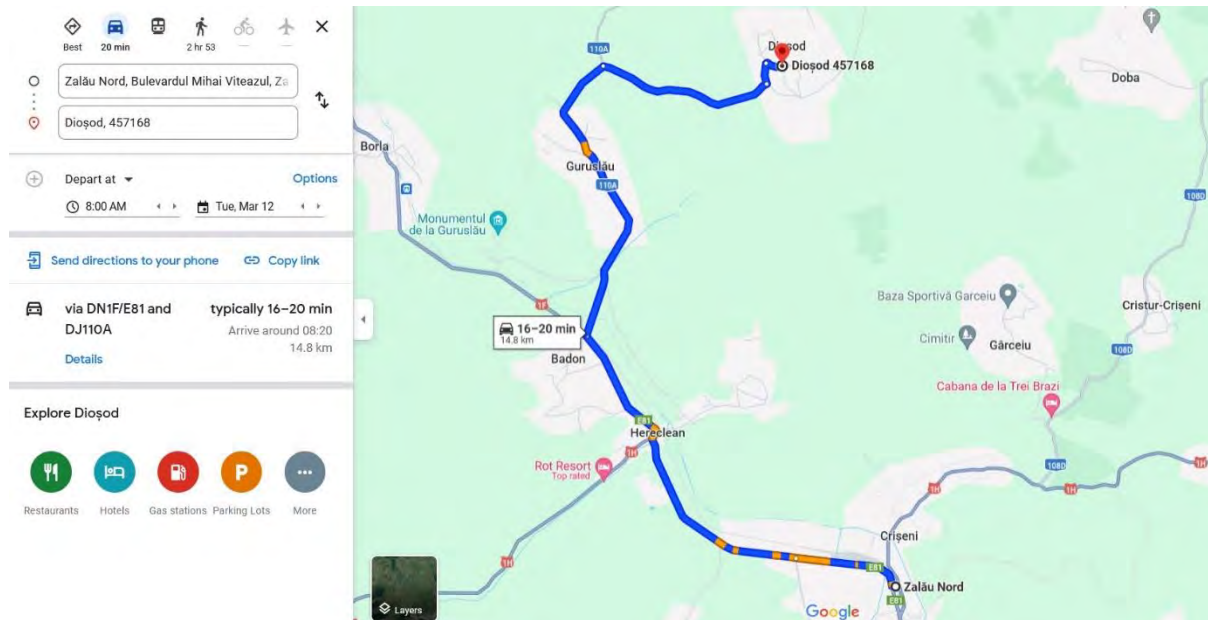 Best
20 min
2 hr 53
Zalău Nord, Bulevardul Mihai Viteazul, Za
Dioșod, 457168
Depart at
Options
8:00 AM
Tue, Mar 12
Send directions to your phone
Copy link
via DN1F/E81 and
DJ110A
typically 16–20 min
Arrive around 08:20
14.8 km
Details
Explore Dioșod
Restaurants
Hotels
Gas stations
Parking Lots
More
110A
Dioșod
Dioșod 457168
Doba
Borla
Guruslău
110A
108D
Monumentul
de la Guruslău
1F
16–20 min
14.8 km
Badon
Baza Sportivă Garceiu
Cristur-Crișeni
Cimitir
Gârceiu
108D
Cabana de la Trei Brazi
E81
Hereclean
1H
Rot Resort
Top rated
108D
1H
1H
1H
Crișeni
1H
E81
Zalău Nord
E81
Layers
Google